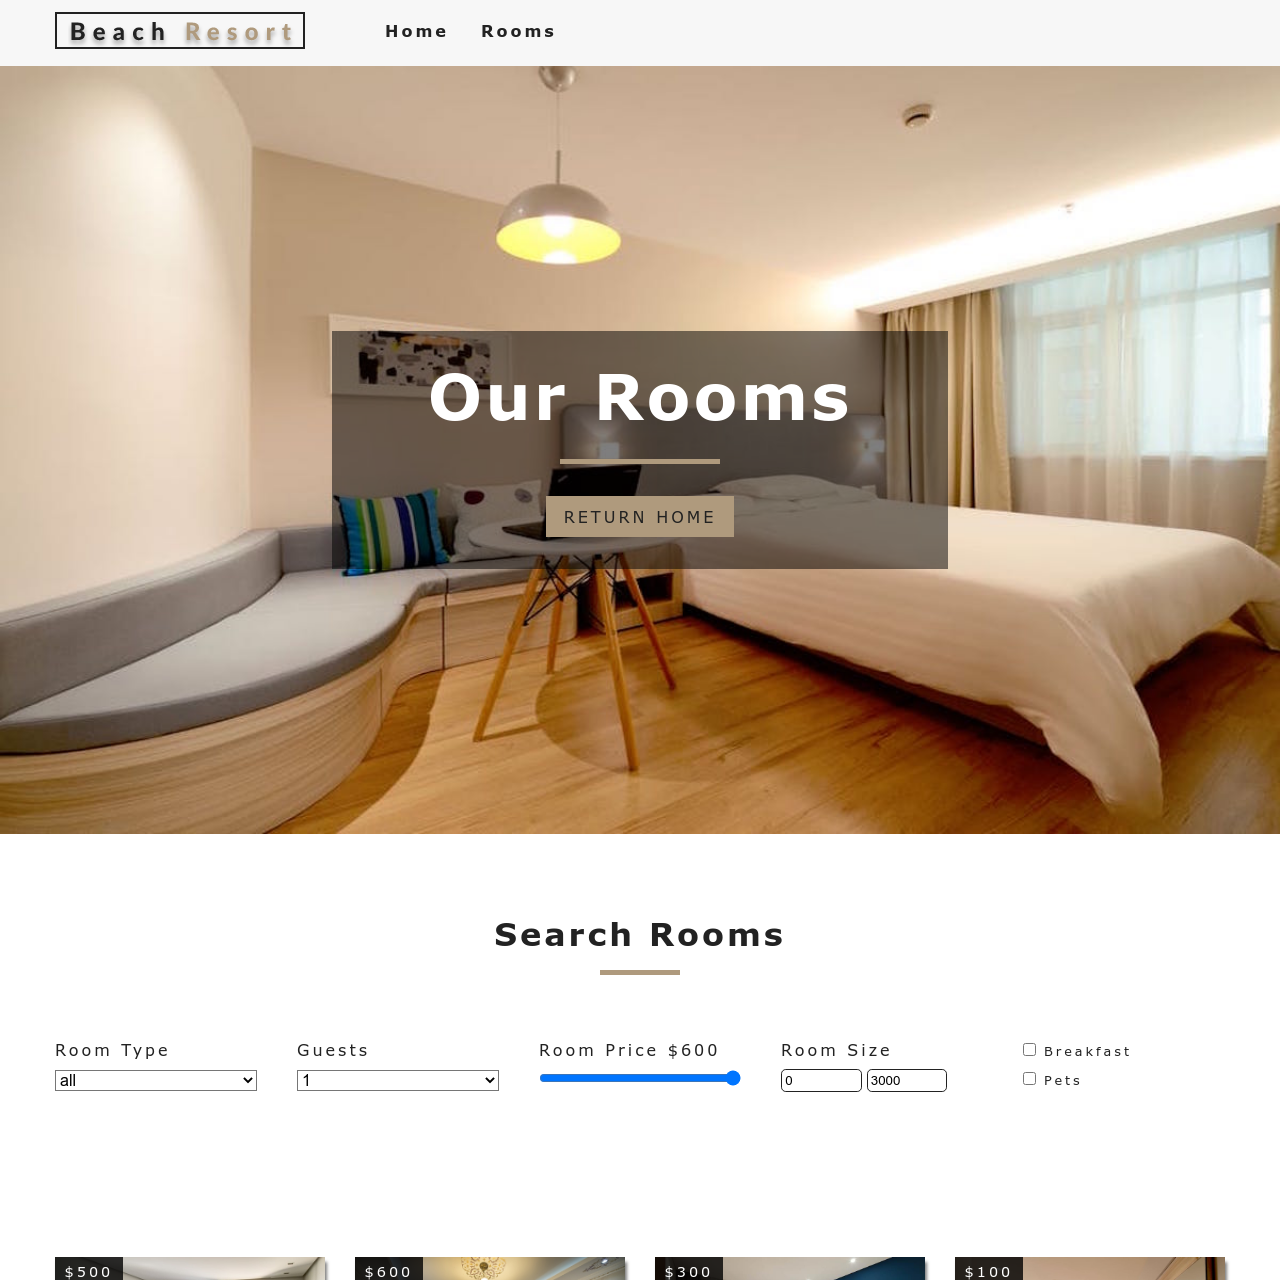 Beach Resort
Home Rooms
Our Rooms
RETURN HOME
Search Rooms
Room Type Guests Room Price $600 Room Size Breakfast
all 1 0 3000 Pets
$500 $600 $300 $100